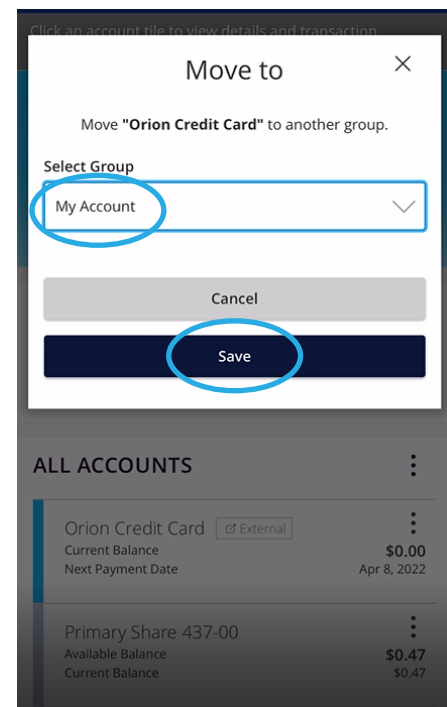 Click an account tile to view details and transaction
Move to
Move "Orion Credit Card" to another group.
Select Group
My Account
Cancel
Save
ALL ACCOUNTS
Orion Credit Card External
Current Balance $0.00
Next Payment Date Apr 8, 2022
Primary Share 437-00
Available Balance $0.47
Current Balance $0.47